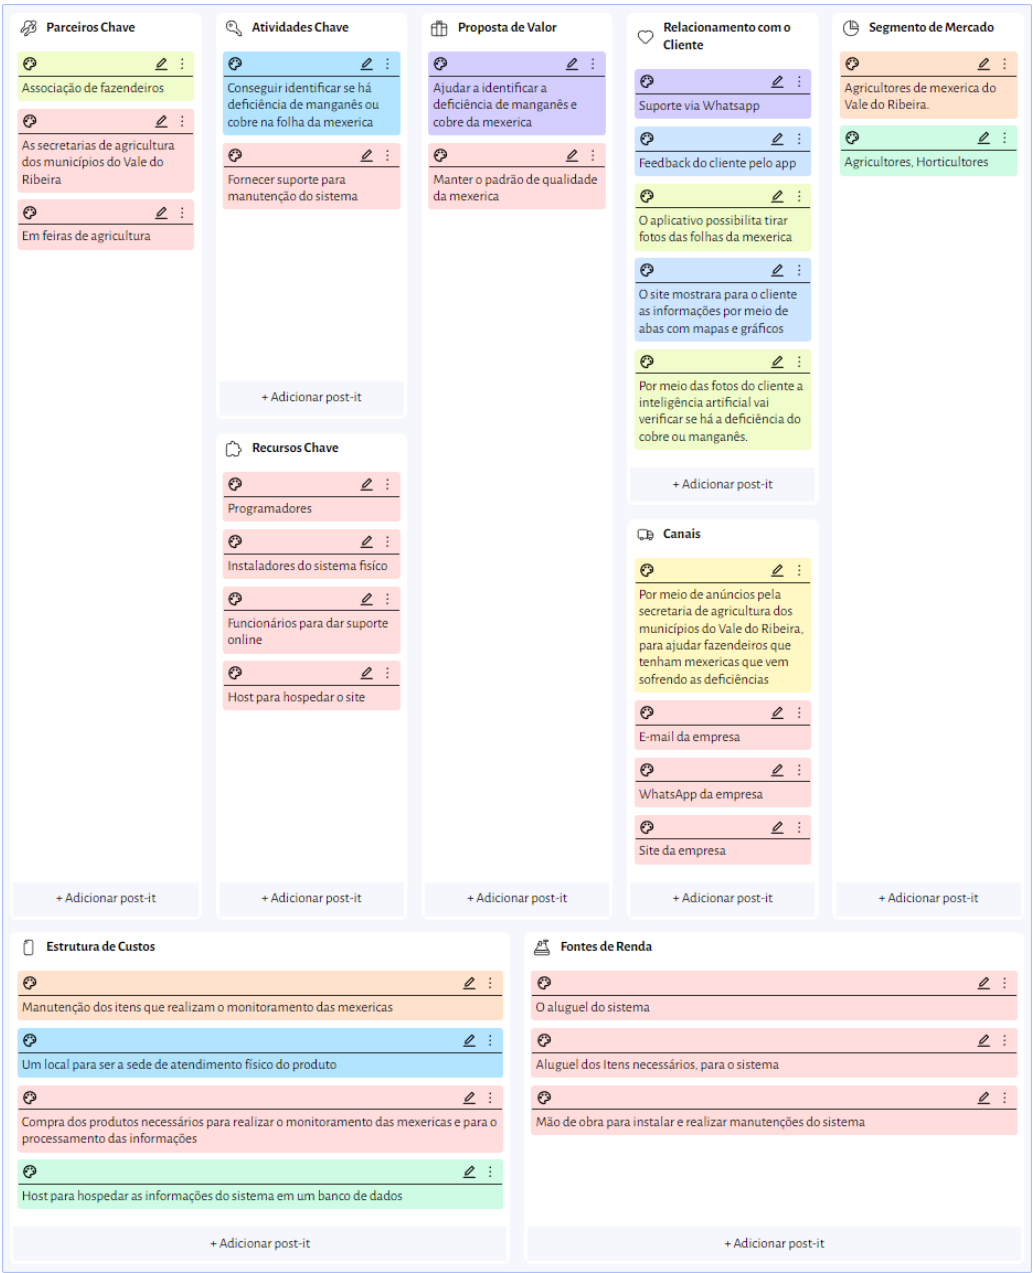 Parceiros Chave
Associação de fazendeiros
As secretarias de agricultura
dos municípios do Vale do
Ribeira
Em feiras de agricultura
+ Adicionar post-it
Atividades Chave
Conseguir identificar se há
deficiência de manganês ou
cobre na folha da mexerica
Fornecer suporte para
manutenção do sistema
+ Adicionar post-it
Recursos Chave
Programadores
Instaladores do sistema fisíco
Funcionários para dar suporte
online
Host para hospedar o site
+ Adicionar post-it
Proposta de Valor
Ajudar a identificar a
deficiência de manganês e
cobre da mexerica
Manter o padrão de qualidade
da mexerica
+ Adicionar post-it
Relacionamento com o
Cliente
Suporte via Whatsapp
Feedback do cliente pelo app
O aplicativo possibilita tirar
fotos das folhas da mexerica
O site mostrara para o cliente
as informações por meio de
abas com mapas e gráficos
Por meio das fotos do cliente a
inteligência artificial vai
verificar se há a deficiência do
cobre ou manganês.
+ Adicionar post-it
Canais
Por meio de anúncios pela
secretaria de agricultura dos
municípios do Vale do Ribeira,
para ajudar fazendeiros que
tenham mexericas que vem
sofrendo as deficiências
E-mail da empresa
WhatsApp da empresa
Site da empresa
+ Adicionar post-it
Segmento de Mercado
Agricultores de mexerica do
Vale do Ribeira.
Agricultores, Horticultores
+ Adicionar post-it
Estrutura de Custos
Manutenção dos itens que realizam o monitoramento das mexericas
Um local para ser a sede de atendimento físico do produto
Compra dos produtos necessários para realizar o monitoramento das mexericas e para o
processamento das informações
Host para hospedar as informações do sistema em um banco de dados
+ Adicionar post-it
Fontes de Renda
O aluguel do sistema
Aluguel dos Itens necessários, para o sistema
Mão de obra para instalar e realizar manutenções do sistema
+ Adicionar post-it